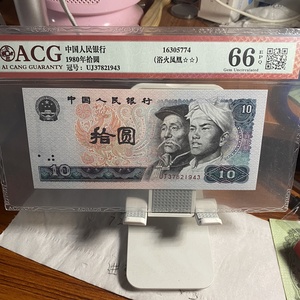 ACG
AI CANG GUARANTY
中国人民银行
1980年拾圆
冠号：UJ37821943
16305774
(浴火凤凰☆☆)
66 EPQ
Gem Uncirculated
中国人民银行
10
拾圆
UJ37821943
10
10